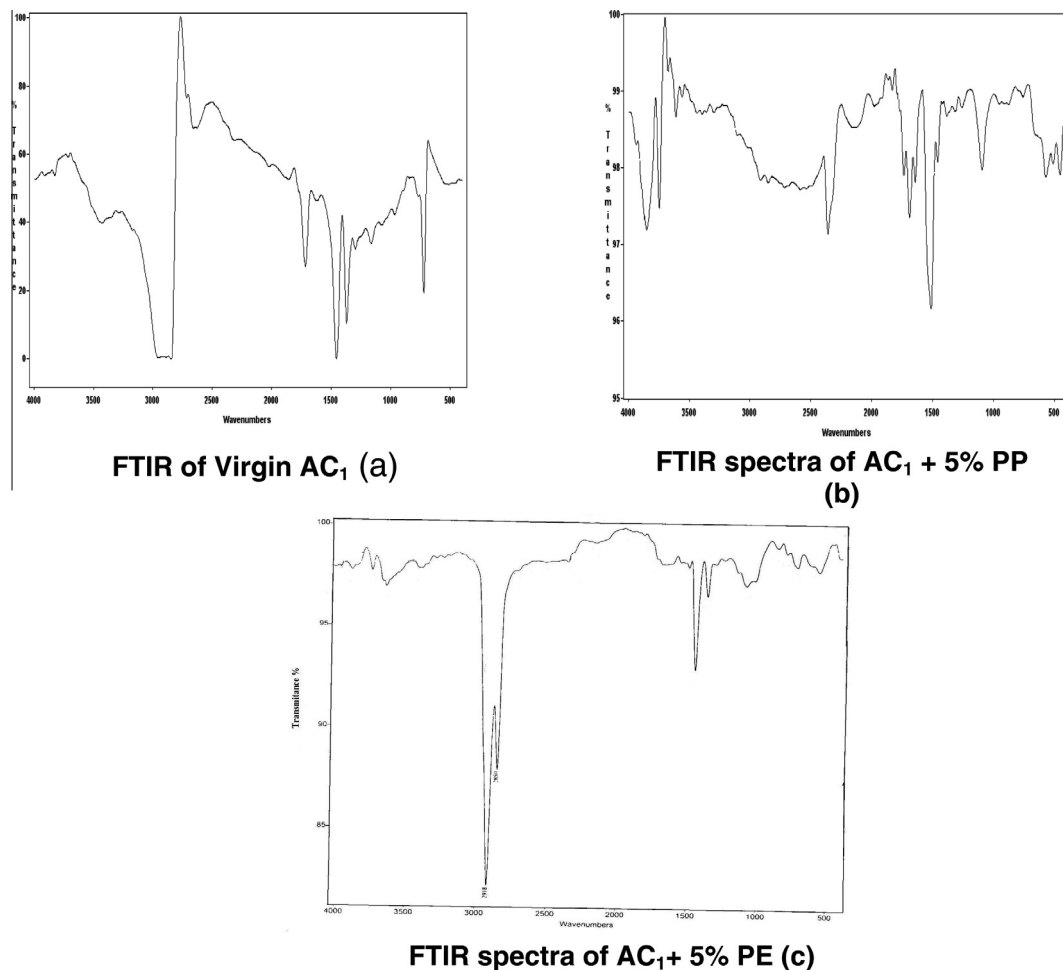 100
80
60
40
20
0
% Transmittance
4000 3500 3000 2500 2000 1500 1000 500
Wavenumbers
FTIR of Virgin AC₁ (a)
100
99
98
97
96
95
% Transmittance
4000 3500 3000 2500 2000 1500 1000 500
Wavenumbers
FTIR spectra of AC₁ + 5% PP
(b)
100
95
90
85
Transmitance %
2918
4000 3500 3000 2500 2000 1500 1000 500
Wavenumbers
FTIR spectra of AC₁+ 5% PE (c)